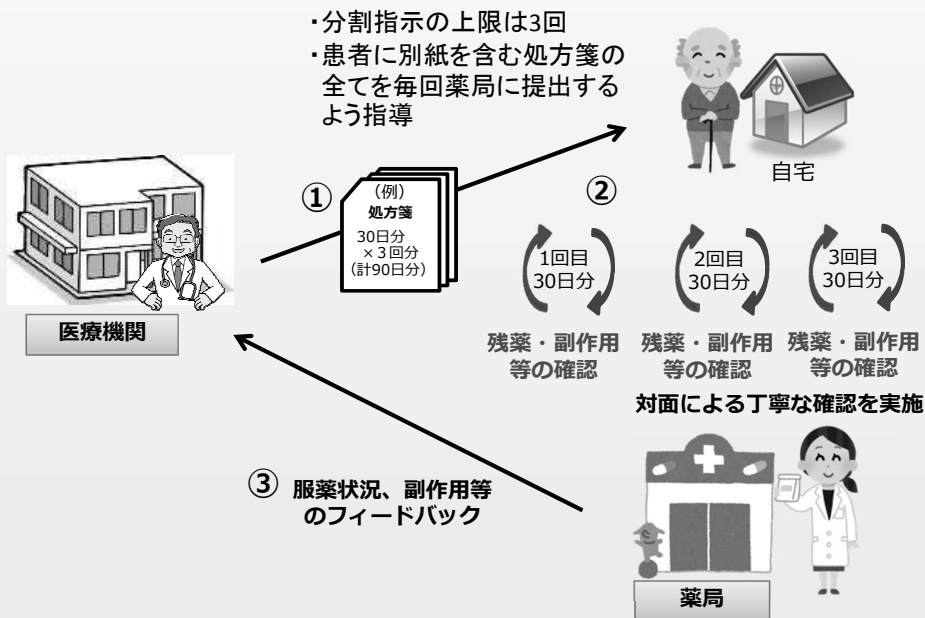 ・分割指示の上限は3回
・患者に別紙を含む処方箋の
全てを毎回薬局に提出する
よう指導
自宅
①
（例）
処方箋
30日分
×３回分
（計90日分）
②
1回目
30日分
2回目
30日分
3回目
30日分
医療機関
残薬・副作用
等の確認
残薬・副作用
等の確認
残薬・副作用
等の確認
対面による丁寧な確認を実施
③ 服薬状況、副作用等
のフィードバック
薬局